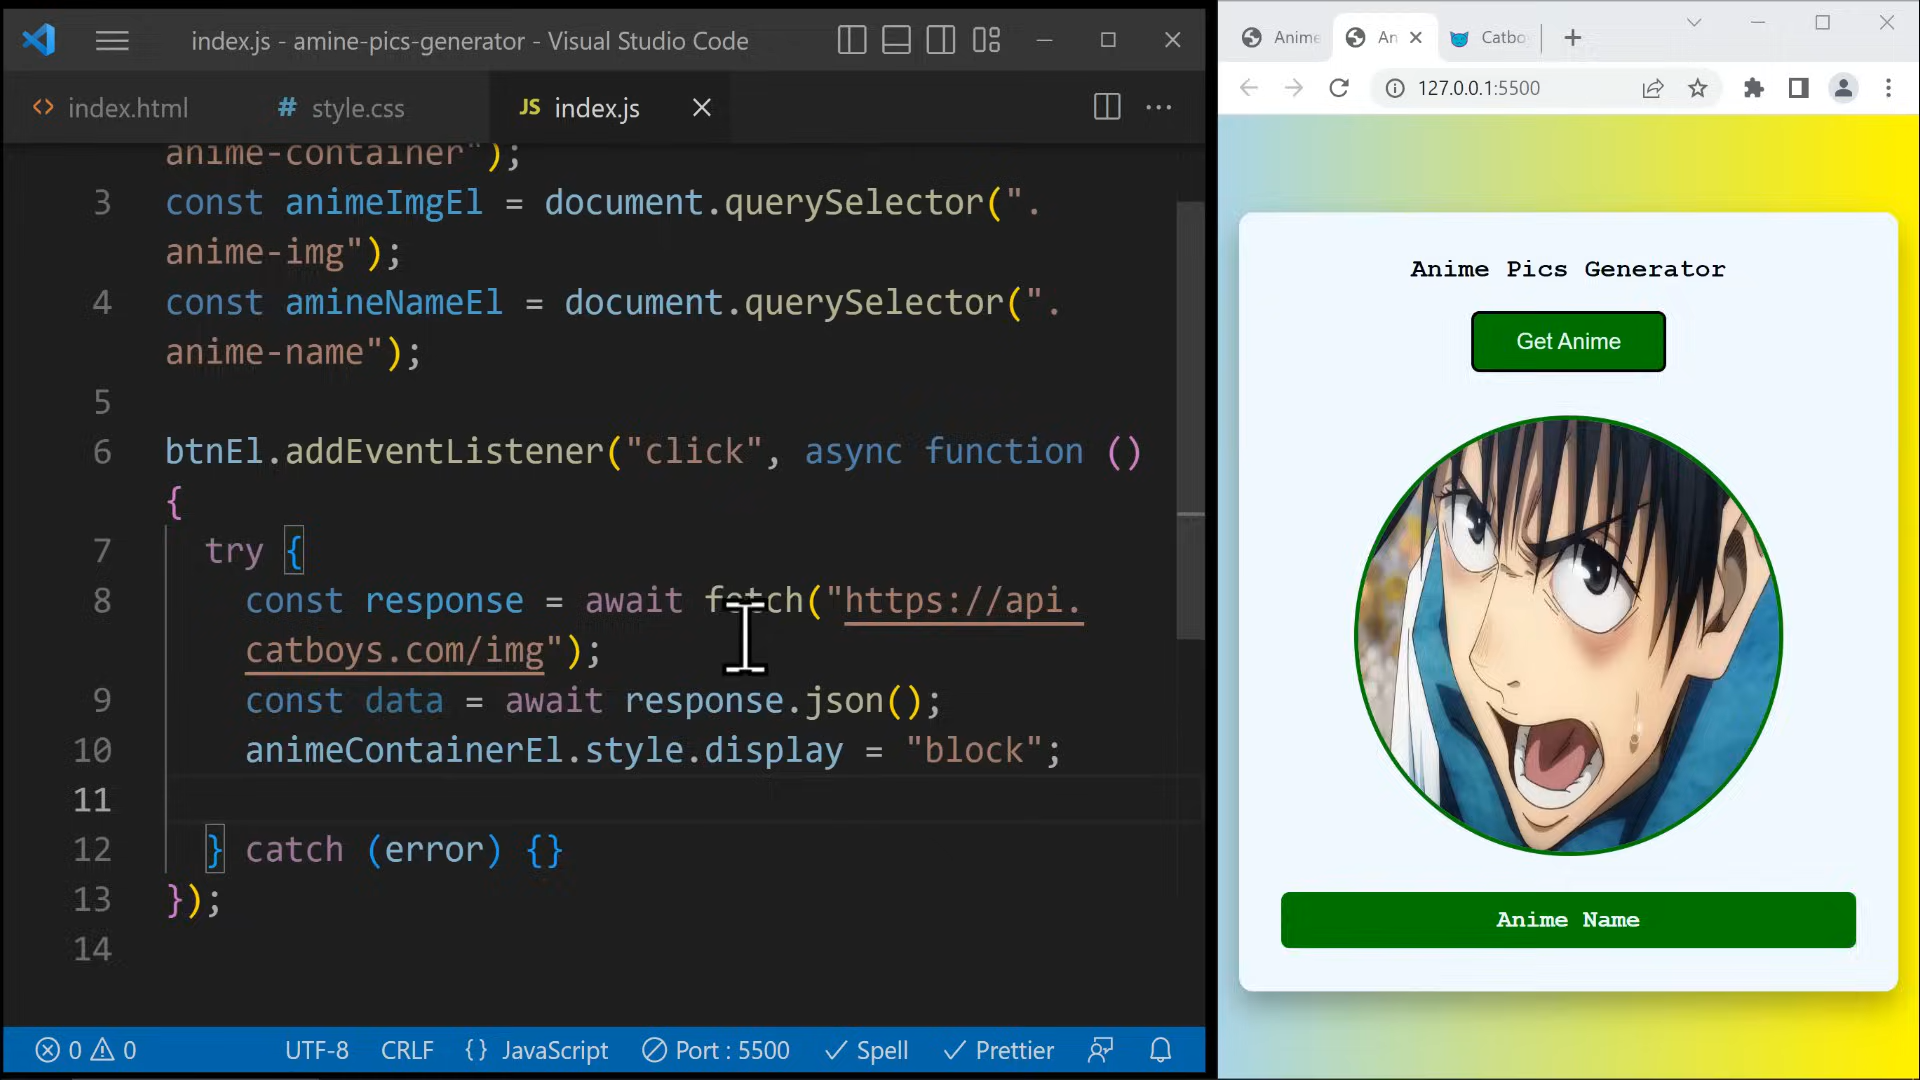 index.js - amine-pics-generator - Visual Studio Code
index.html
# style.css
JS index.js
anime-container");
3 const animeImgEl = document.querySelector(".
anime-img");
4 const amineNameEl = document.querySelector(".
anime-name");
5
6 btnEl.addEventListener("click", async function ()
{
7 try {
8 const response = await fetch("https://api.
catboys.com/img");
9 const data = await response.json();
10 animeContainerEl.style.display = "block";
11
12 } catch (error) {}
13 });
14
0 0
UTF-8
CRLF
{} JavaScript
Port : 5500
Spell
Prettier
Anime
An
Catbo
127.0.0.1:5500
Anime Pics Generator
Get Anime
Anime Name